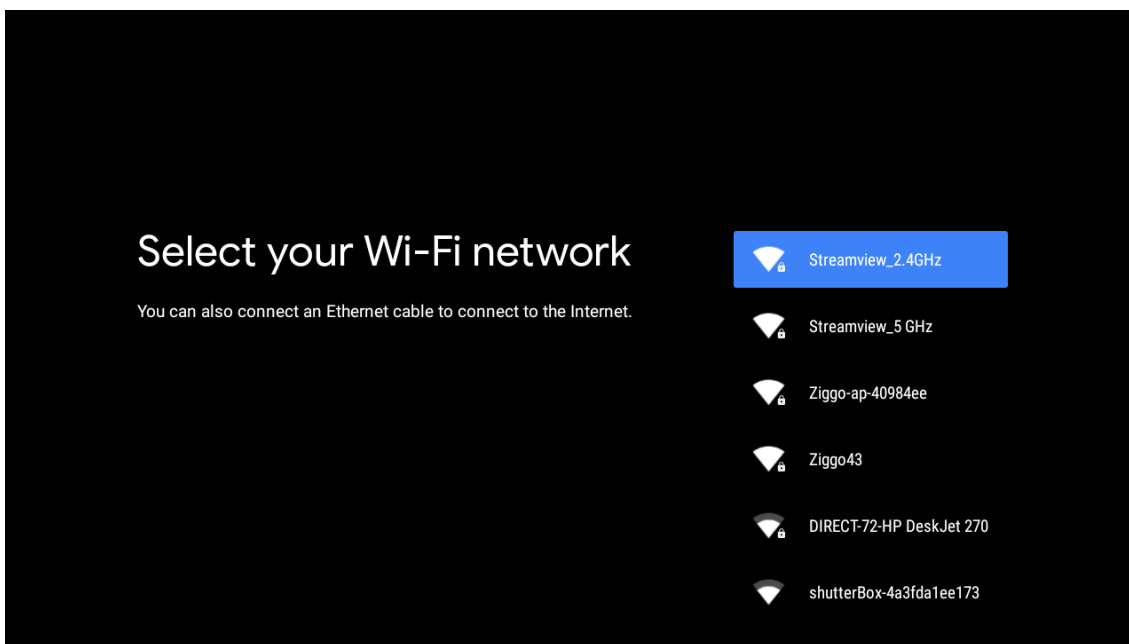 Select your Wi-Fi network
You can also connect an Ethernet cable to connect to the Internet.
Streamview_2.4GHz
Streamview_5 GHz
Ziggo-ap-40984ee
Ziggo43
DIRECT-72-HP DeskJet 270
shutterBox-4a3fda1ee173